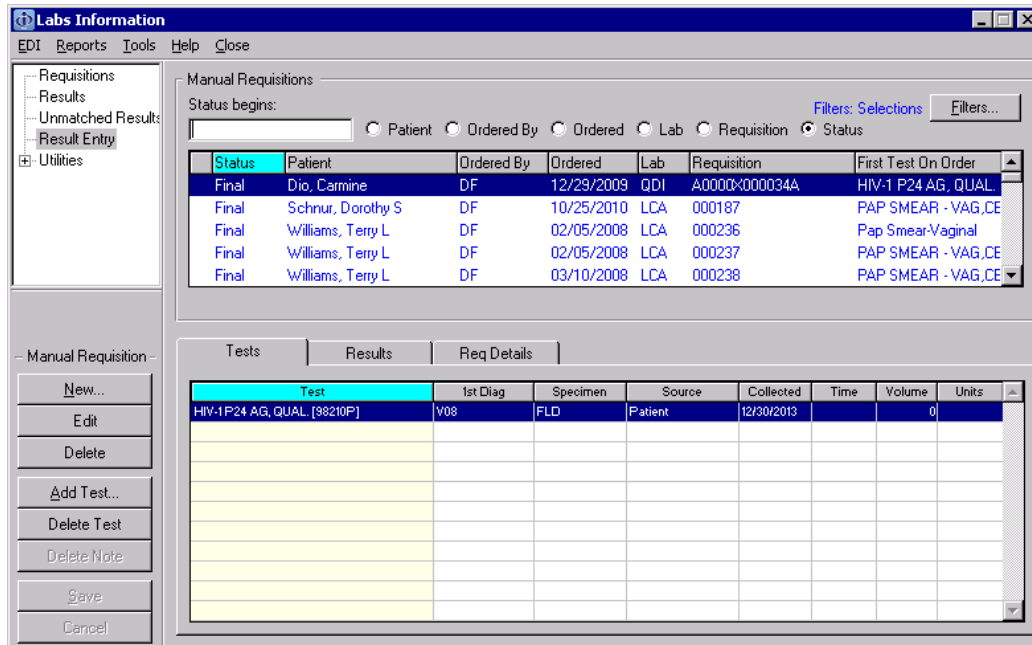 Labs Information
EDI Reports Tools Help Close
Requisitions
Results
Unmatched Results
Result Entry
Utilities
Manual Requisitions
Status begins:
Patient Ordered By Ordered Lab Requisition Status
Filters: Selections Filters...
Status Patient Ordered By Ordered Lab Requisition First Test On Order
Final Dio, Carmine DF 12/29/2009 QDI A0000X000034A HIV-1 P24 AG, QUAL.
Final Schnur, Dorothy S DF 10/25/2010 LCA 000187 PAP SMEAR - VAG,CE
Final Williams, Terry L DF 02/05/2008 LCA 000236 Pap Smear-Vaginal
Final Williams, Terry L DF 02/05/2008 LCA 000237 PAP SMEAR - VAG,CE
Final Williams, Terry L DF 03/10/2008 LCA 000238 PAP SMEAR - VAG,CE
Manual Requisition
New...
Edit
Delete
Add Test...
Delete Test
Delete Note
Save
Cancel
Tests Results Req Details
Test 1st Diag Specimen Source Collected Time Volume Units
HIV-1 P24 AG, QUAL. [98210P] V08 FLD Patient 12/30/2013 0